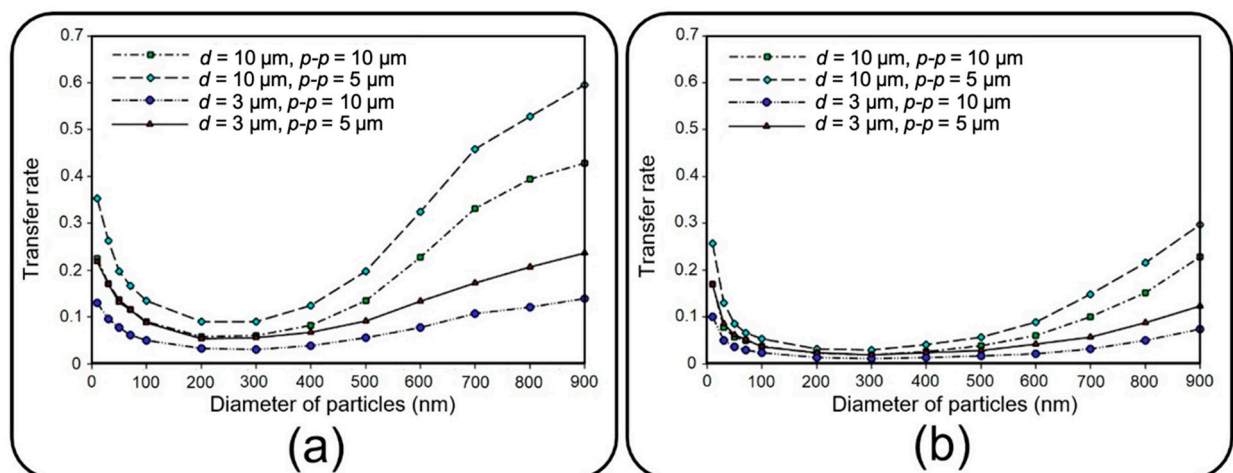 0.7
0.6
0.5
0.4
0.3
0.2
0.1
0
Transfer rate
d = 10 µm, p-p = 10 µm
d = 10 µm, p-p = 5 µm
d = 3 µm, p-p = 10 µm
d = 3 µm, p-p = 5 µm
0 100 200 300 400 500 600 700 800 900
Diameter of particles (nm)
(a)
0.7
0.6
0.5
0.4
0.3
0.2
0.1
0
Transfer rate
d = 10 µm, p-p = 10 µm
d = 10 µm, p-p = 5 µm
d = 3 µm, p-p = 10 µm
d = 3 µm, p-p = 5 µm
0 100 200 300 400 500 600 700 800 900
Diameter of particles (nm)
(b)